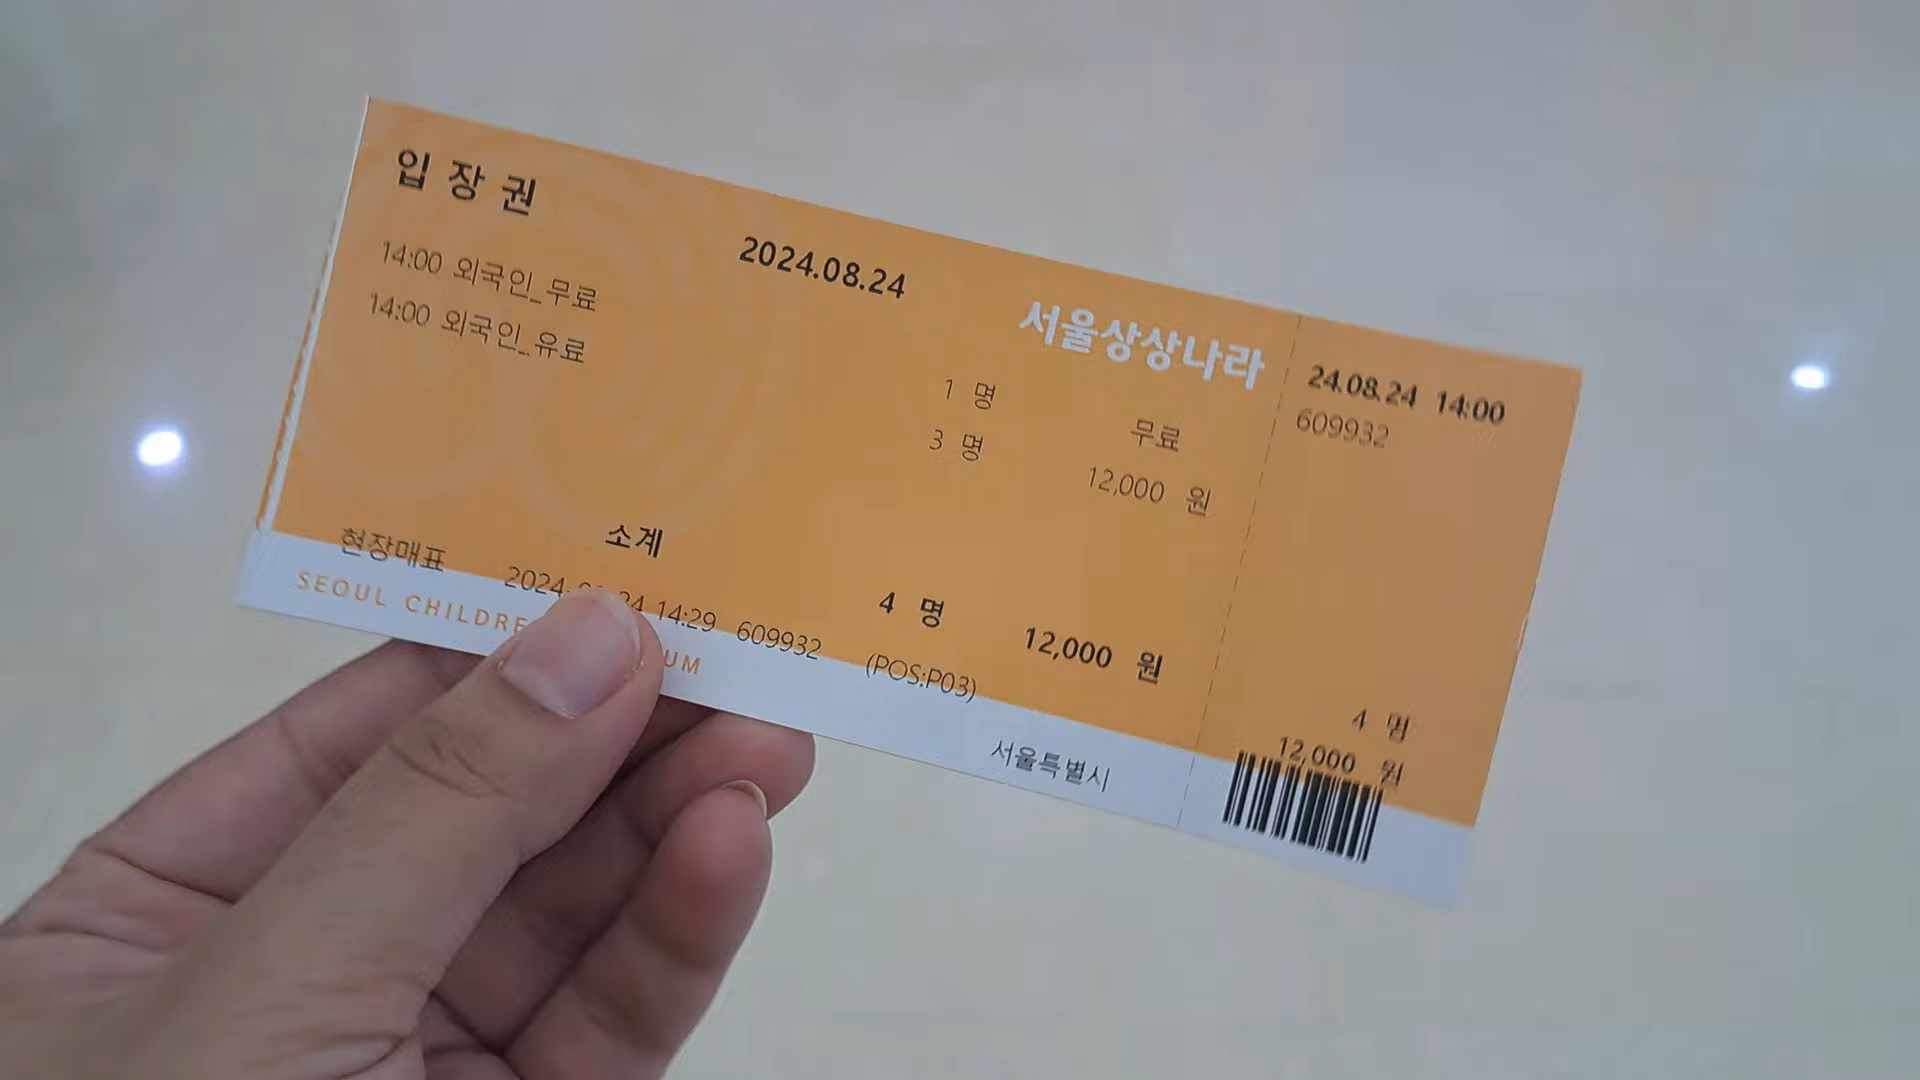 입장권
2024.08.24
서울상상나라
14:00 외국인_무료 1 명 무료
14:00 외국인_유료 3 명 12,000 원
소계 4 명 12,000 원
현장매표 14:29 609932 (POS:P03)
SEOUL
서울특별시
24.08.24 14:00
609932
4 명
12,000 원